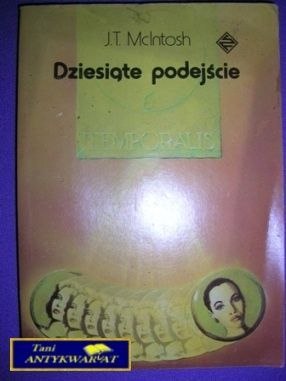 J.T. McIntosh
Dziesiąte podejście
TEMPORALIS
Tani
ANTYKWARIAT